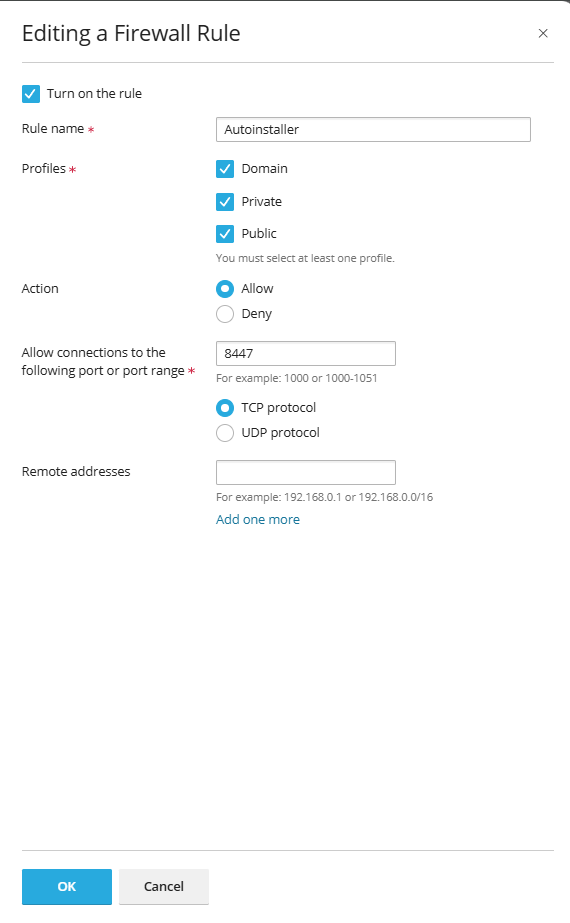 Editing a Firewall Rule
Turn on the rule
Rule name *
Autoinstaller
Profiles *
Domain
Private
Public
You must select at least one profile.
Action
Allow
Deny
Allow connections to the
following port or port range *
8447
For example: 1000 or 1000-1051
TCP protocol
UDP protocol
Remote addresses
For example: 192.168.0.1 or 192.168.0.0/16
Add one more
OK
Cancel